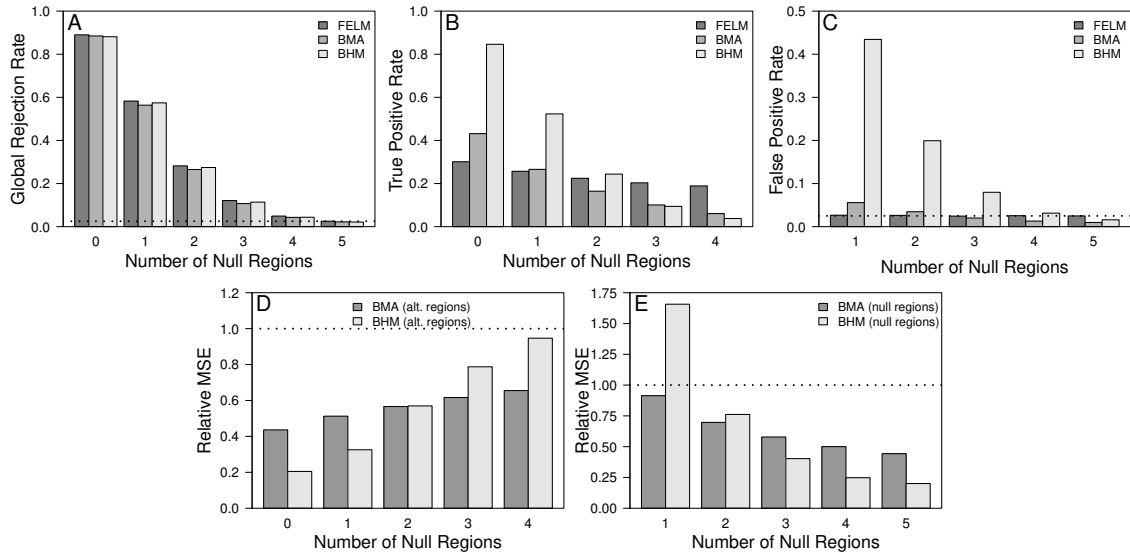 A
FELM
BMA
BHM
Global Rejection Rate
1.0
0.8
0.6
0.4
0.2
0.0
0 1 2 3 4 5
Number of Null Regions
B
FELM
BMA
BHM
True Positive Rate
1.0
0.8
0.6
0.4
0.2
0.0
0 1 2 3 4
Number of Null Regions
C
FELM
BMA
BHM
False Positive Rate
0.5
0.4
0.3
0.2
0.1
0.0
1 2 3 4 5
Number of Null Regions
D
BMA (alt. regions)
BHM (alt. regions)
Relative MSE
1.2
1.0
0.8
0.6
0.4
0.2
0.0
0 1 2 3 4
Number of Null Regions
E
BMA (null regions)
BHM (null regions)
Relative MSE
1.75
1.50
1.25
1.00
0.75
0.50
0.25
0.00
1 2 3 4 5
Number of Null Regions